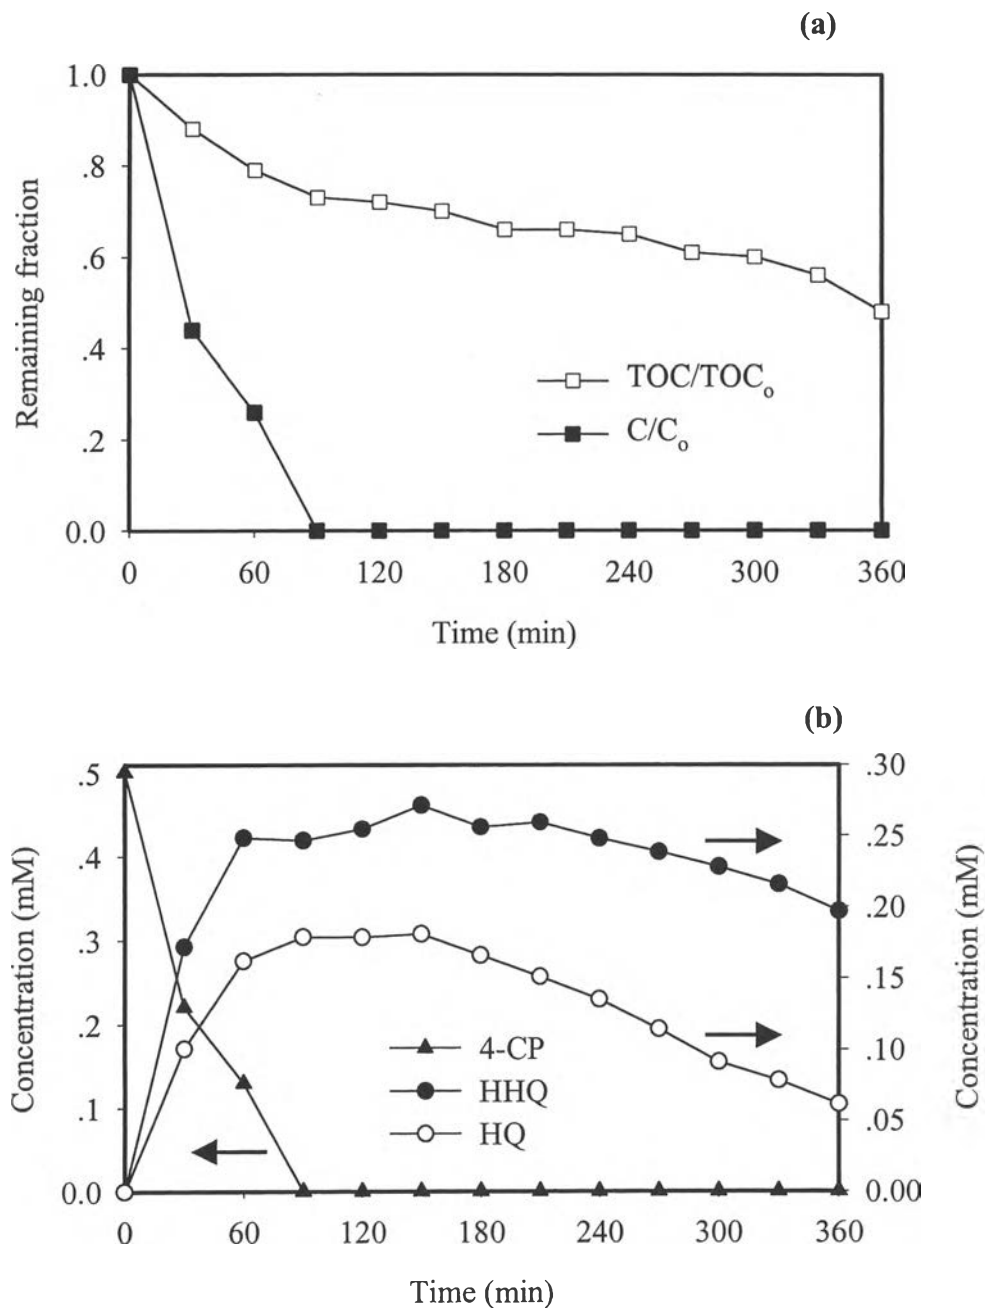 (a)
1.0
.8
.6
.4
.2
0.0
Remaining fraction
TOC/TOCo
C/Co
0 60 120 180 240 300 360
Time (min)
(b)
.5
.4
.3
.2
.1
0.0
Concentration (mM)
0.30
.25
.20
.15
.10
.05
0.00
Concentration (mM)
4-CP
HHQ
HQ
0 60 120 180 240 300 360
Time (min)